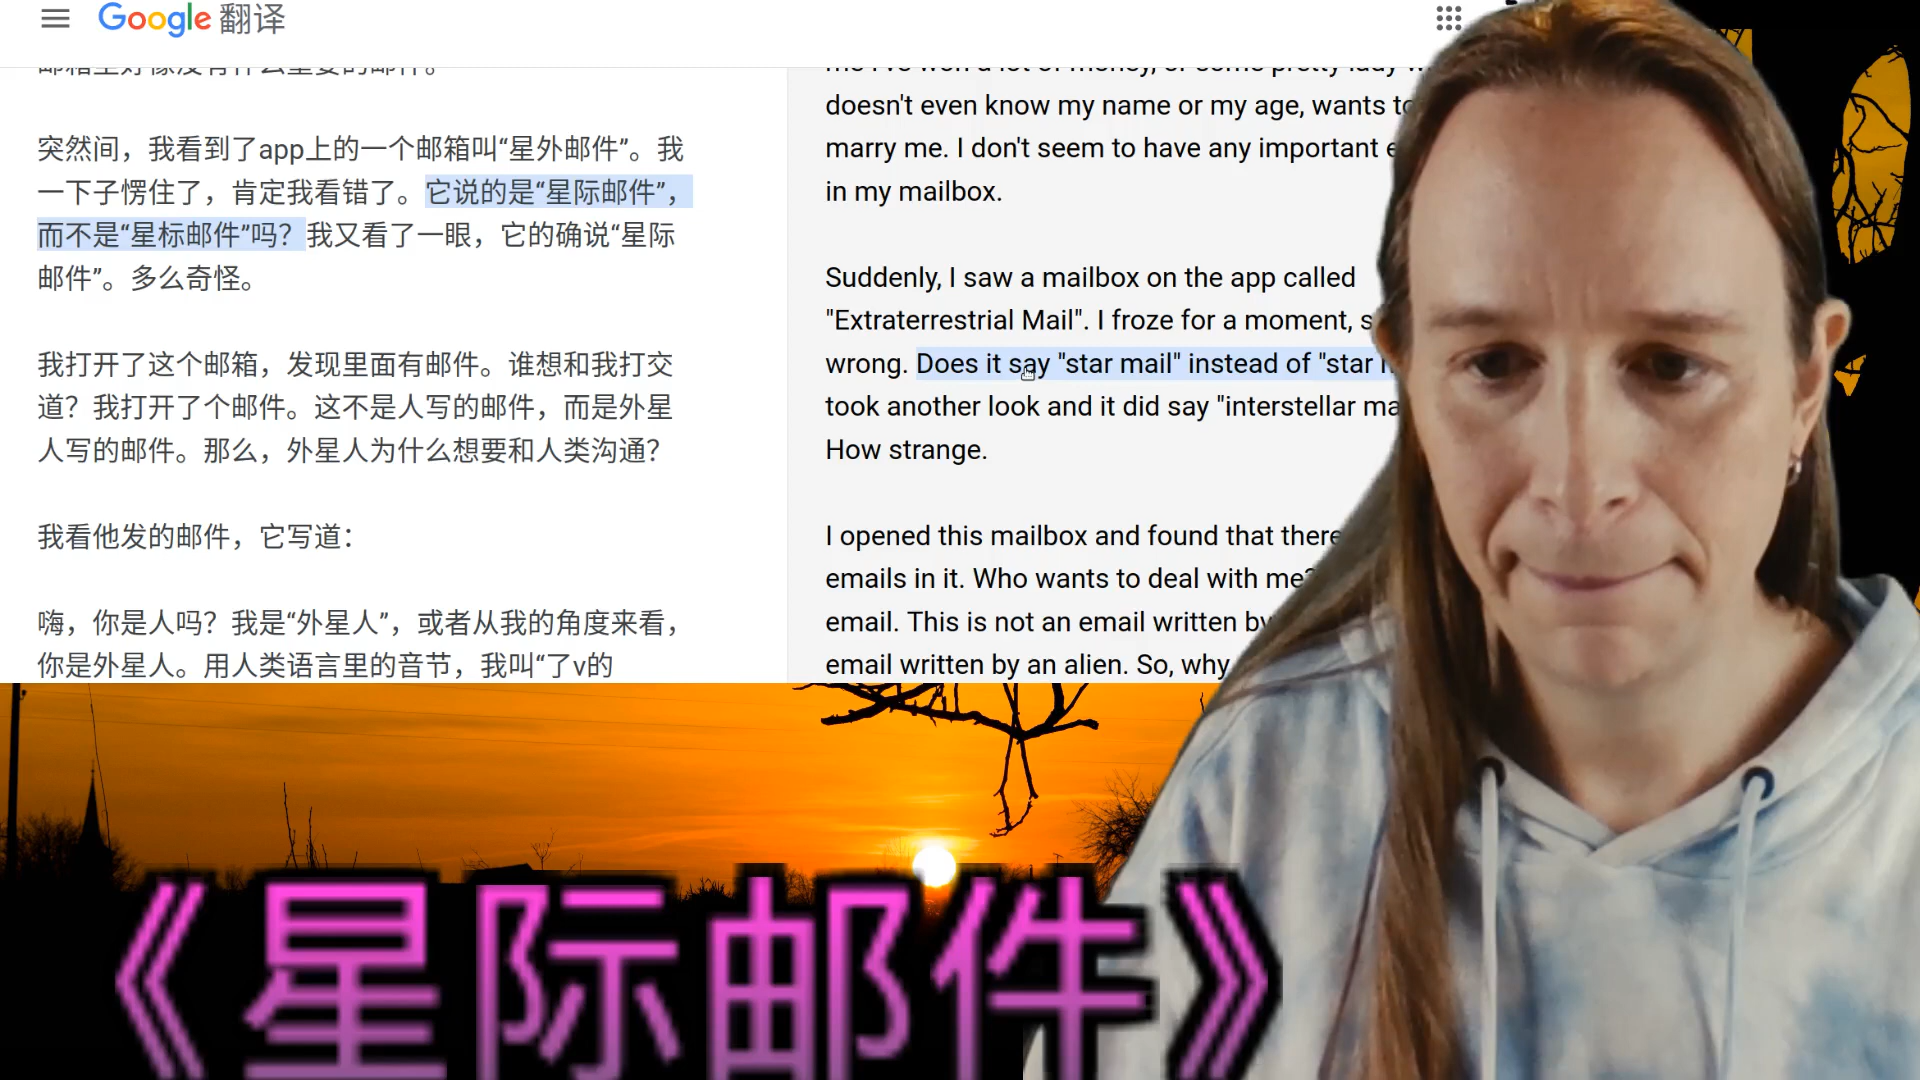 Google 翻译
突然间，我看到了app上的一个邮箱叫“星外邮件”。我
一下子愣住了，肯定我看错了。它说的是“星际邮件”，
而不是“星标邮件”吗？我又看了一眼，它的确说“星际
邮件”。多么奇怪。
我打开了这个邮箱，发现里面有邮件。谁想和我打交
道？我打开了个邮件。这不是人写的邮件，而是外星
人写的邮件。那么，外星人为什么想要和人类沟通？
我看他发的邮件，它写道：
嗨，你是人吗？我是“外星人”，或者从我的角度来看，
你是外星人。用人类语言里的音节，我叫“了v的
doesn't even know my name or my age, wants to
marry me. I don't seem to have any important
in my mailbox.
Suddenly, I saw a mailbox on the app called
"Extraterrestrial Mail". I froze for a moment,
wrong. Does it say "star mail" instead of "star
took another look and it did say "interstellar
How strange.
I opened this mailbox and found that there
emails in it. Who wants to deal with me?
email. This is not an email written by
email written by an alien. So, why
《星际邮件》